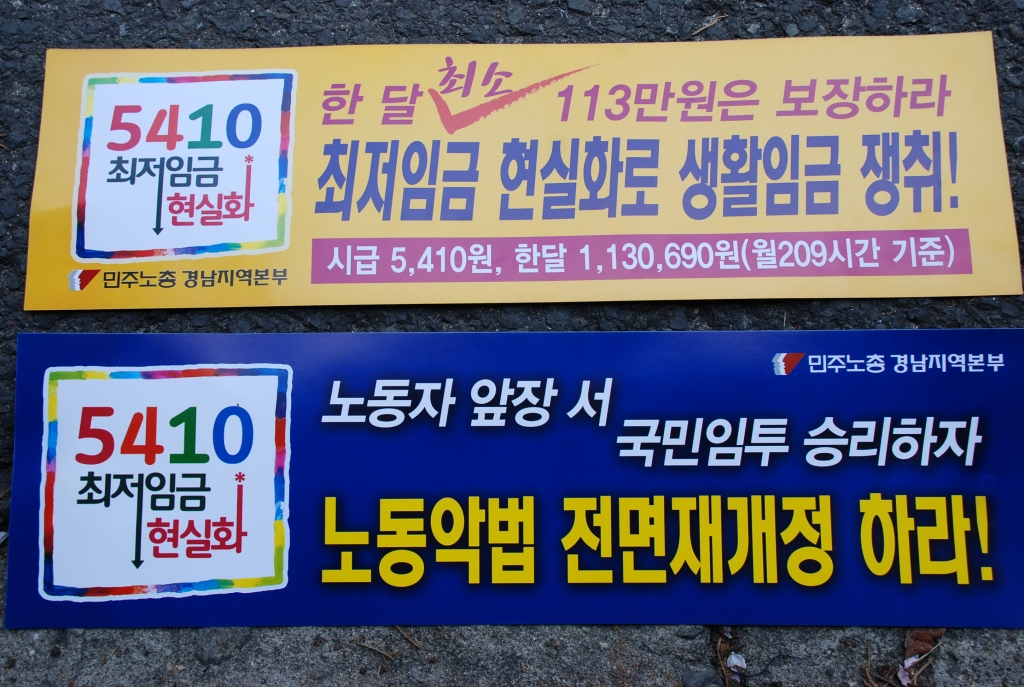 5410
최저임금
현실화
민주노총 경남지역본부
한 달 최소 113만원은 보장하라
최저임금 현실화로 생활임금 쟁취!
시급 5,410원, 한달 1,130,690원(월209시간 기준)
민주노총 경남지역본부
5410
최저임금
현실화
노동자 앞장 서
국민임투 승리하자
노동악법 전면재개정 하라!